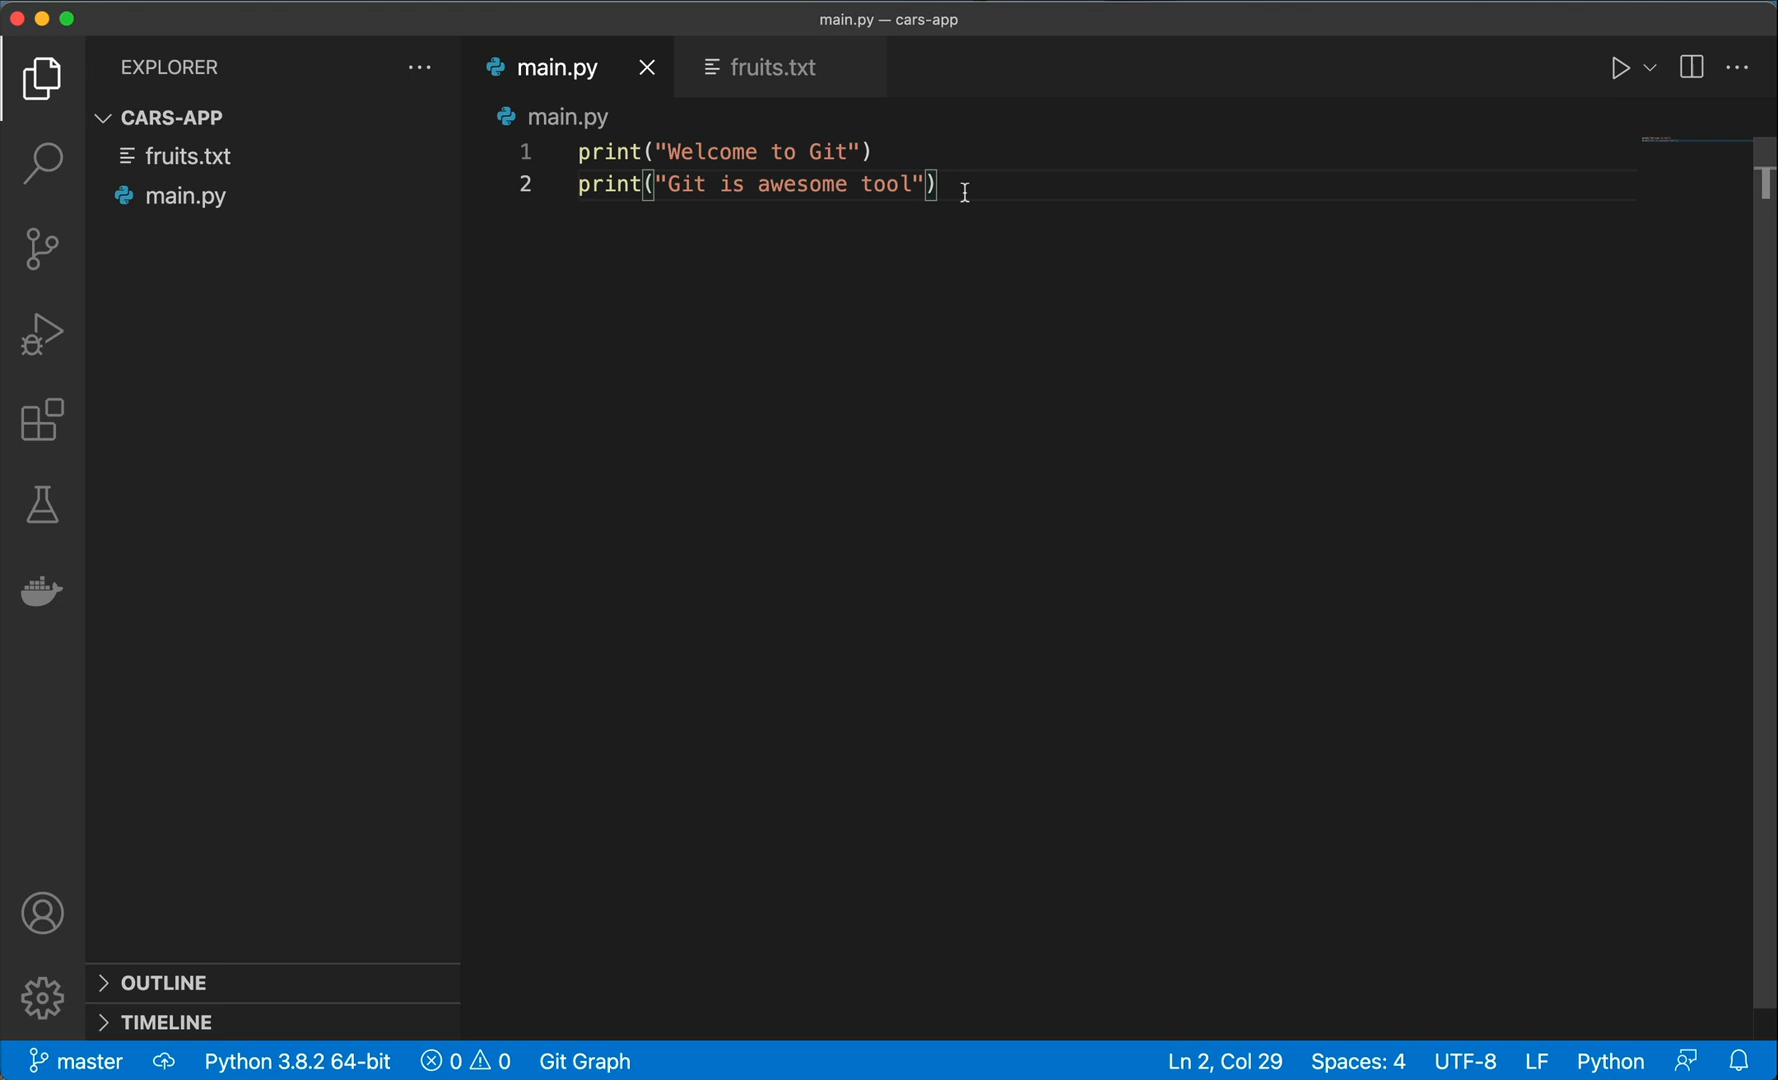 main.py — cars-app
EXPLORER
main.py
fruits.txt
CARS-APP
main.py
fruits.txt
main.py
1 print("Welcome to Git")
2 print("Git is awesome tool")
OUTLINE
TIMELINE
master Python 3.8.2 64-bit 0 0 Git Graph Ln 2, Col 29 Spaces: 4 UTF-8 LF Python